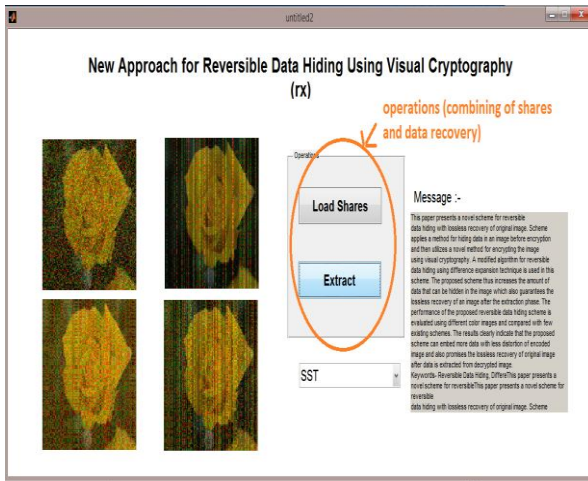 untitled2
New Approach for Reversible Data Hiding Using Visual Cryptography
(rx)
operations (combining of shares
and data recovery)
Operations
Load Shares
Extract
SST
Message :-
This paper presents a novel scheme for reversible
data hiding with lossless recovery of original image. Scheme
applies a method for hiding data in an image before encryption
and then utilizes a novel method for encrypting the image
using visual cryptography. A modified algorithm for reversible
data hiding using difference expansion technique is used in this
scheme. The proposed scheme thus increases the amount of
data that can be hidden in the image which also guarantees the
lossless recovery of an image after the extraction phase. The
performance of the proposed reversible data hiding scheme is
evaluated using different color images and compared with few
existing schemes. The results clearly indicate that the proposed
scheme can embed more data with less distortion of encoded
image and also promises the lossless recovery of original image
after data is extracted from decrypted image.
Keywords- Reversible Data Hiding, DiffereThis paper presents a
novel scheme for reversibleThis paper presents a novel scheme for
reversible
data hiding with lossless recovery of original image. Scheme